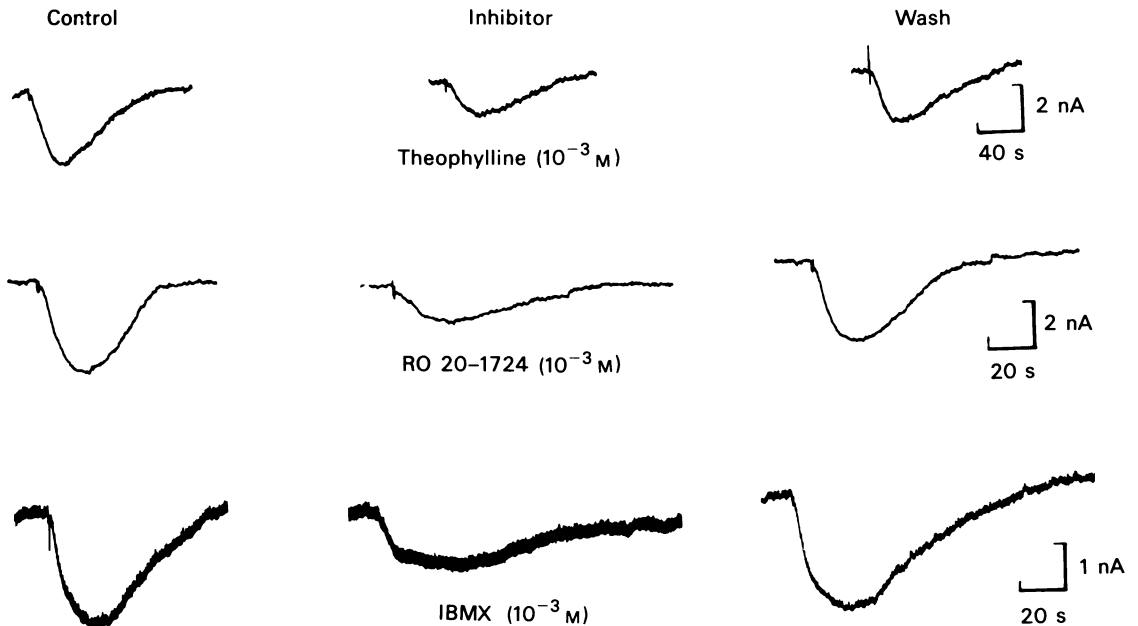 Control Inhibitor Wash
2 nA
Theophylline (10⁻³ M)
40 s
2 nA
RO 20–1724 (10⁻³ M)
20 s
1 nA
IBMX (10⁻³ M)
20 s